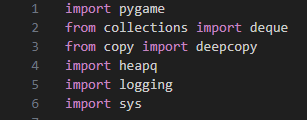 1 import pygame
2 from collections import deque
3 from copy import deepcopy
4 import heapq
5 import logging
6 import sys